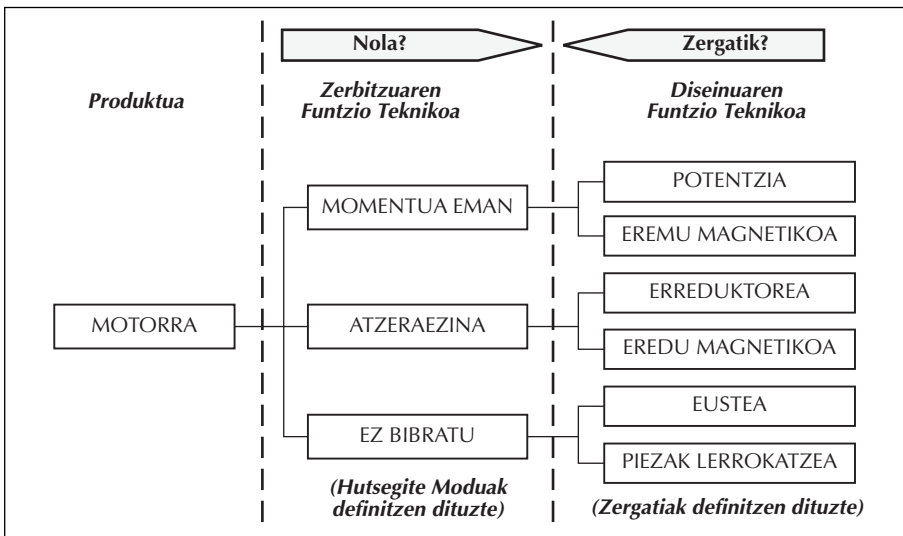 Nola?
Zergatik?
Produktua
Zerbitzuaren
Funtzio Teknikoa
Diseinuaren
Funtzio Teknikoa
MOTORRA
MOMENTUA EMAN
ATZERAEZINA
EZ BIBRATU
POTENTZIA
EREMU MAGNETIKOA
ERREDUKTOREA
EREDU MAGNETIKOA
EUSTEA
PIEZAK LERROKATZEA
(Hutsegite Moduak
definitzen dituzte)
(Zergatiak definitzen dituzte)